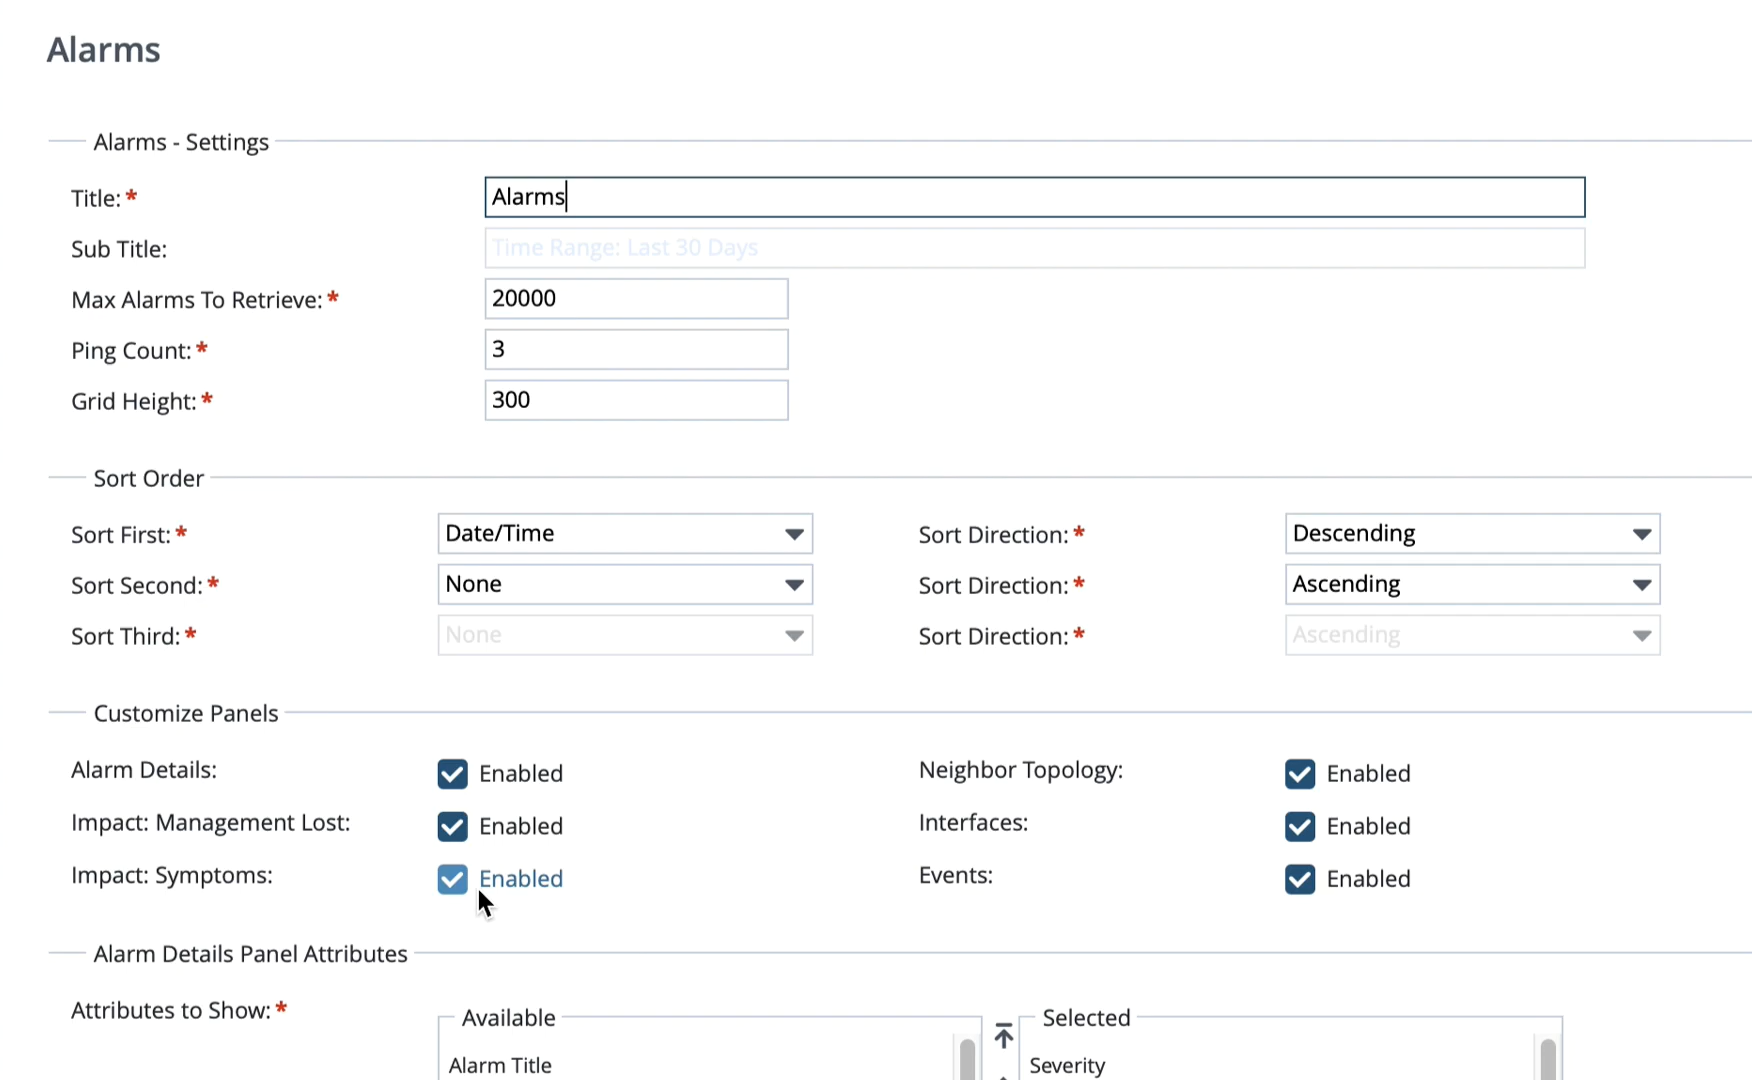 Alarms
Alarms - Settings
Title: * Alarms
Sub Title: Time Range: Last 30 Days
Max Alarms To Retrieve: * 20000
Ping Count: * 3
Grid Height: * 300
Sort Order
Sort First: * Date/Time Sort Direction: * Descending
Sort Second: * None Sort Direction: * Ascending
Sort Third: * None Sort Direction: * Ascending
Customize Panels
Alarm Details: Enabled Neighbor Topology: Enabled
Impact: Management Lost: Enabled Interfaces: Enabled
Impact: Symptoms: Enabled Events: Enabled
Alarm Details Panel Attributes
Attributes to Show: * Available Selected
Alarm Title Severity